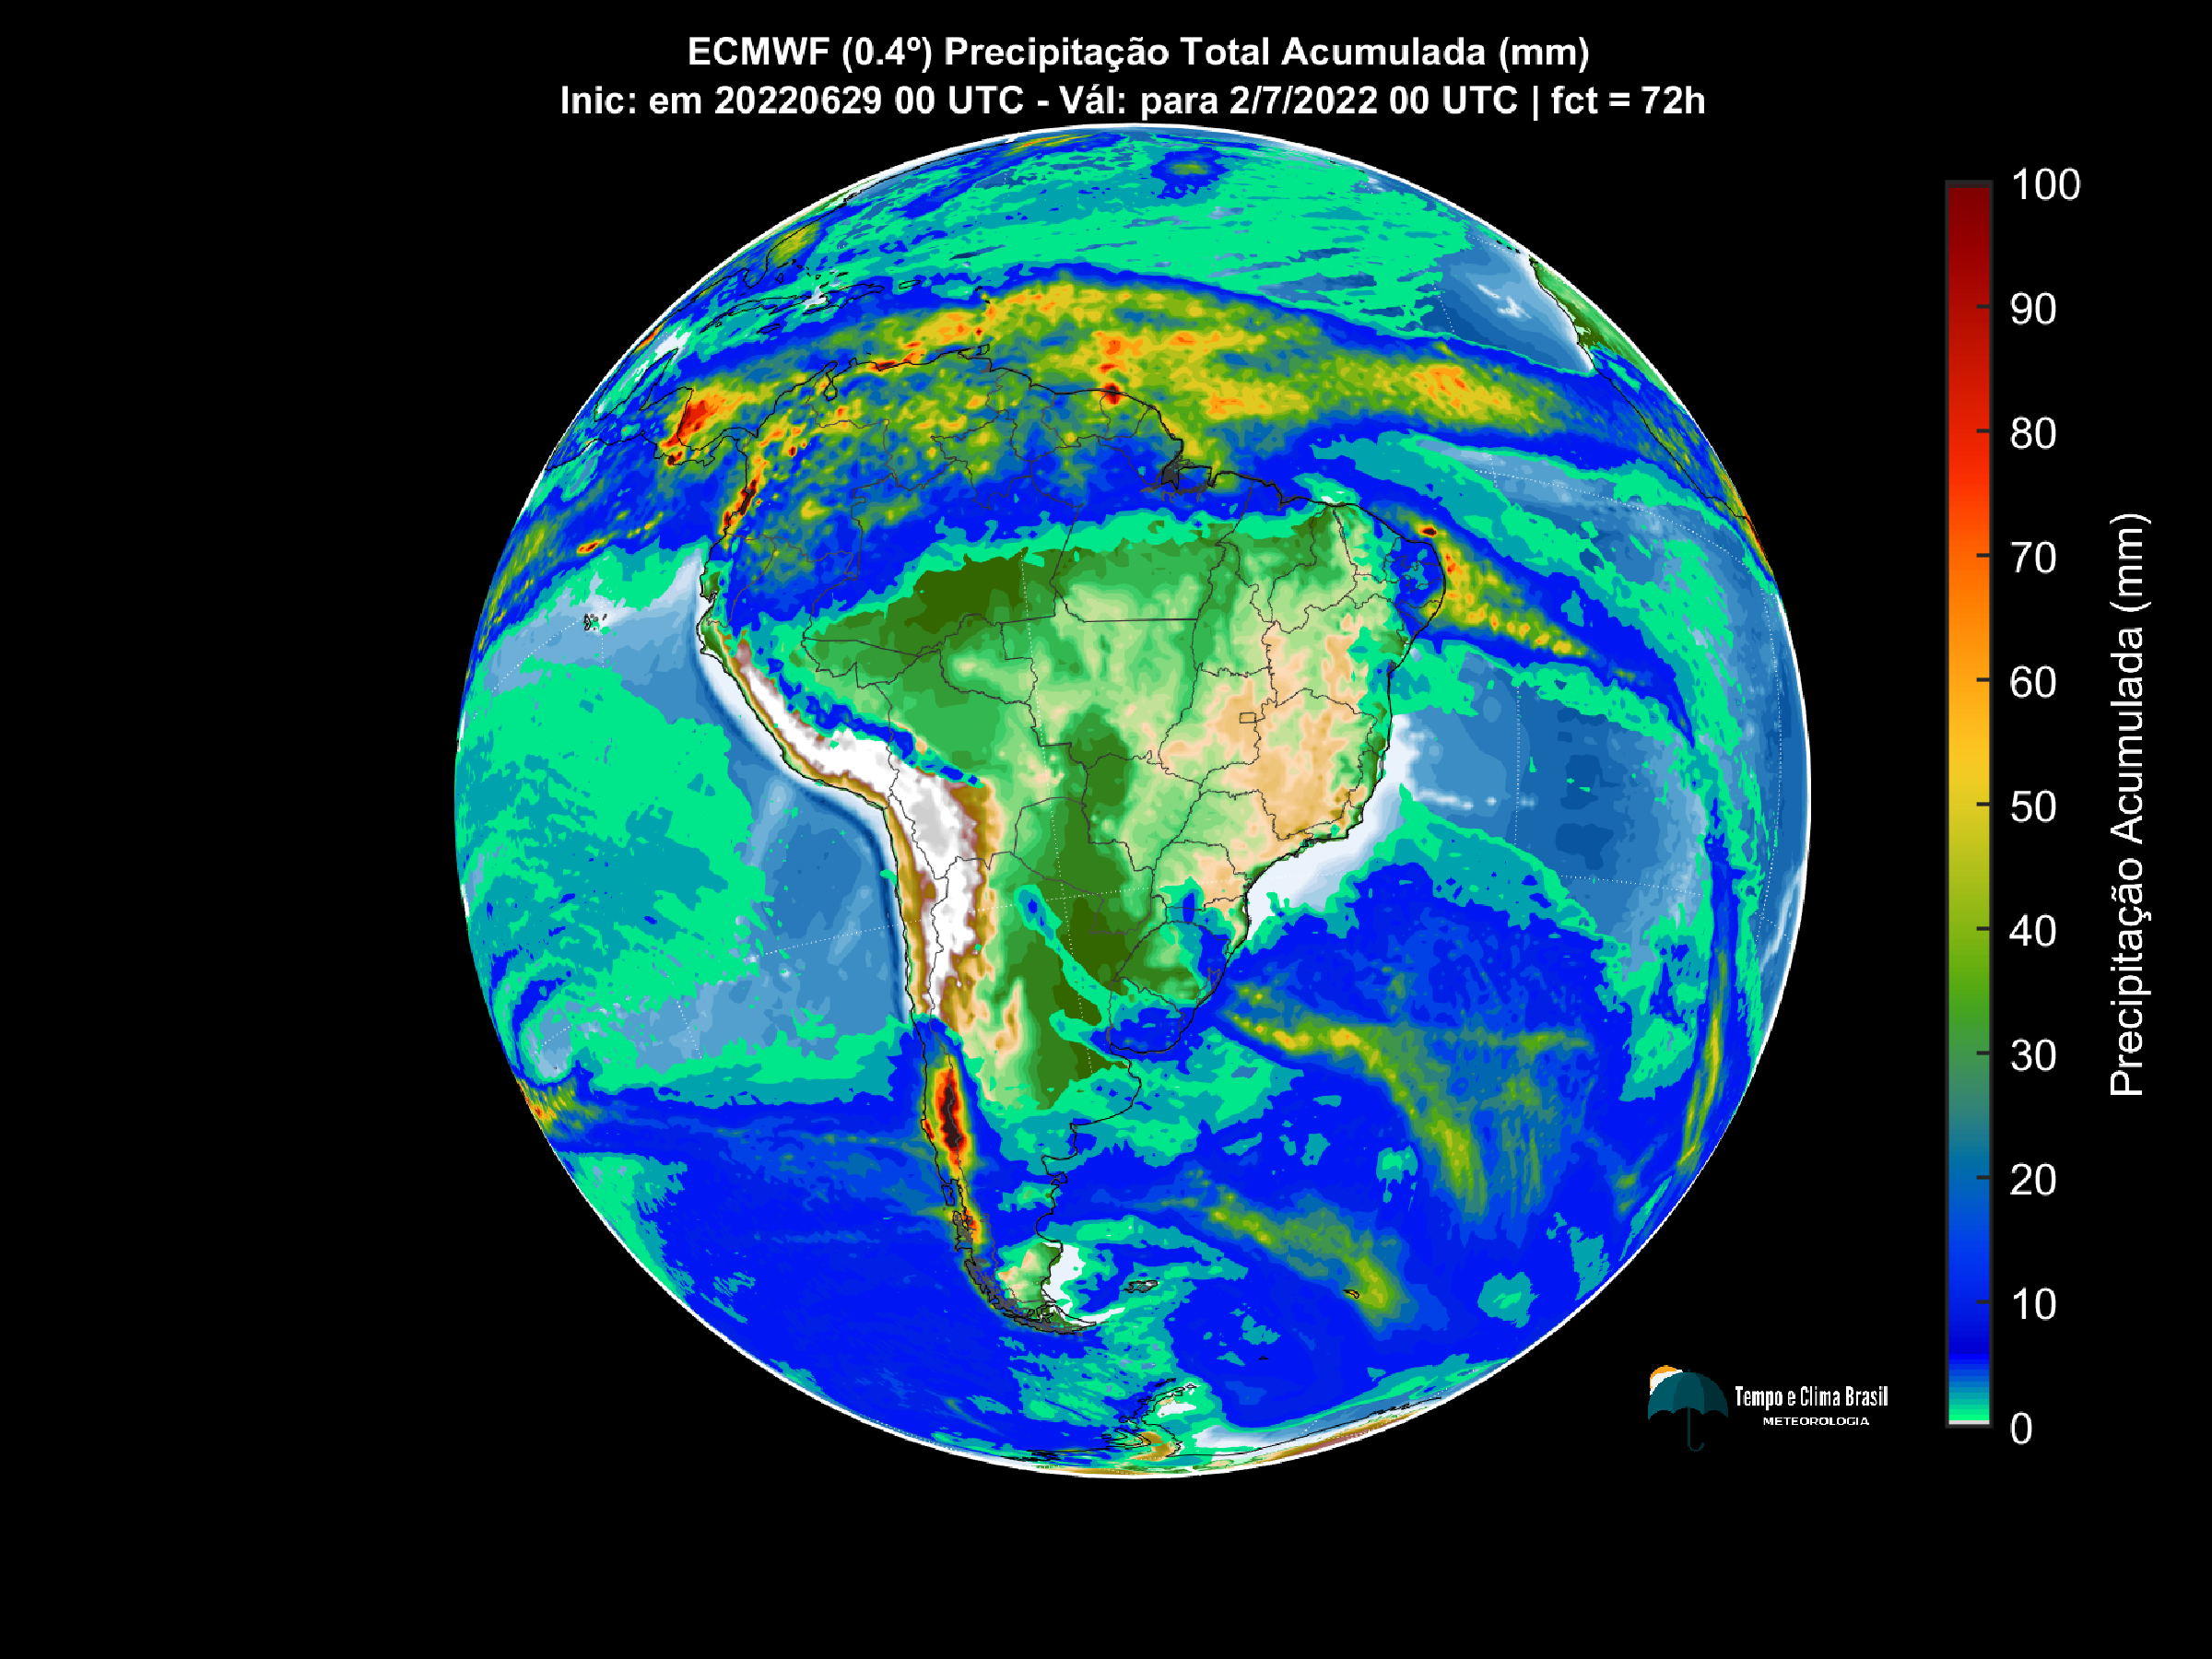 ECMWF (0.4º) Precipitação Total Acumulada (mm)
Inic: em 20220629 00 UTC - Vál: para 2/7/2022 00 UTC | fct = 72h
100
90
80
70
60
50
40
30
20
10
0
Precipitação Acumulada (mm)
Tempo e Clima Brasil
METEOROLOGIA